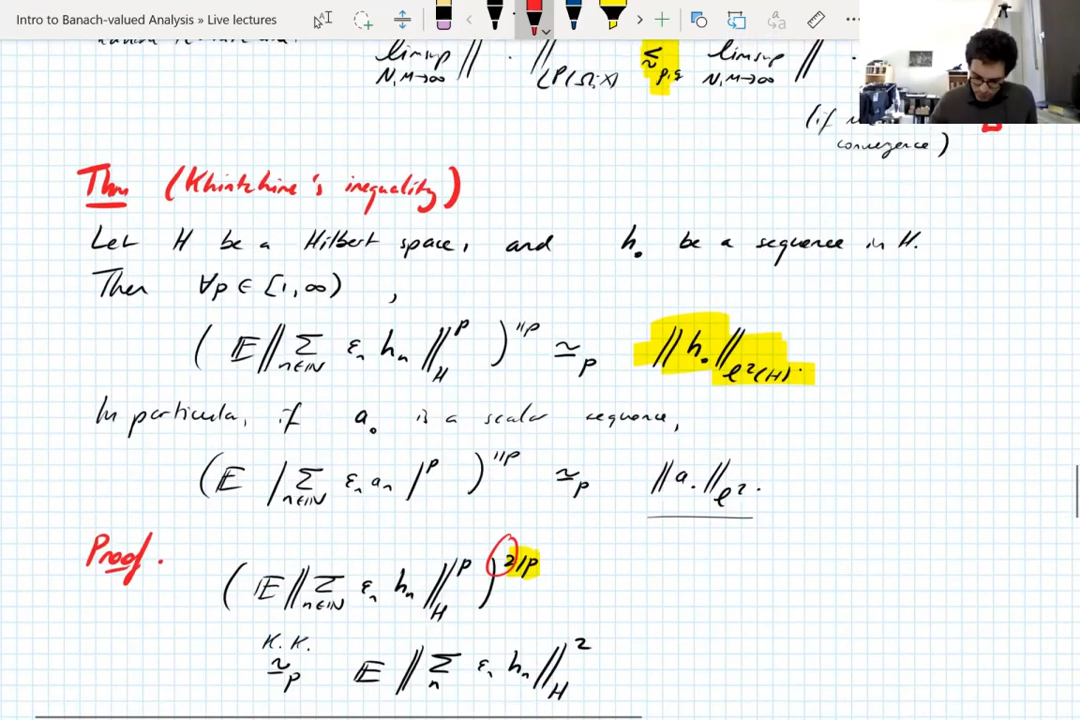 Intro to Banach-valued Analysis » Live lectures
limsup N,M→∞ ‖ · ‖ L^p(Ω;X) ≲ p,q limsup N,M→∞ ‖ ·
(if
convergence)
Thm (Khintchine's inequality)
Let H be a Hilbert space, and h. be a sequence in H.
Then ∀p ∈ [1,∞) ,
( 𝔼‖ Σ_{n∈ℕ} ε_n h_n ‖_H^p )^{1/p} ≃_p ‖h.‖_{ℓ²(H)}.
In particular, if a. is a scalar sequence,
( 𝔼 | Σ_{n∈ℕ} ε_n a_n |^p )^{1/p} ≃_p ‖a.‖_{ℓ²}.
Proof.
( 𝔼‖ Σ_{n∈ℕ} ε_n h_n ‖_H^p )^{2/p}
K.K.
≃_p 𝔼 ‖ Σ_n ε_n h_n ‖_H^2